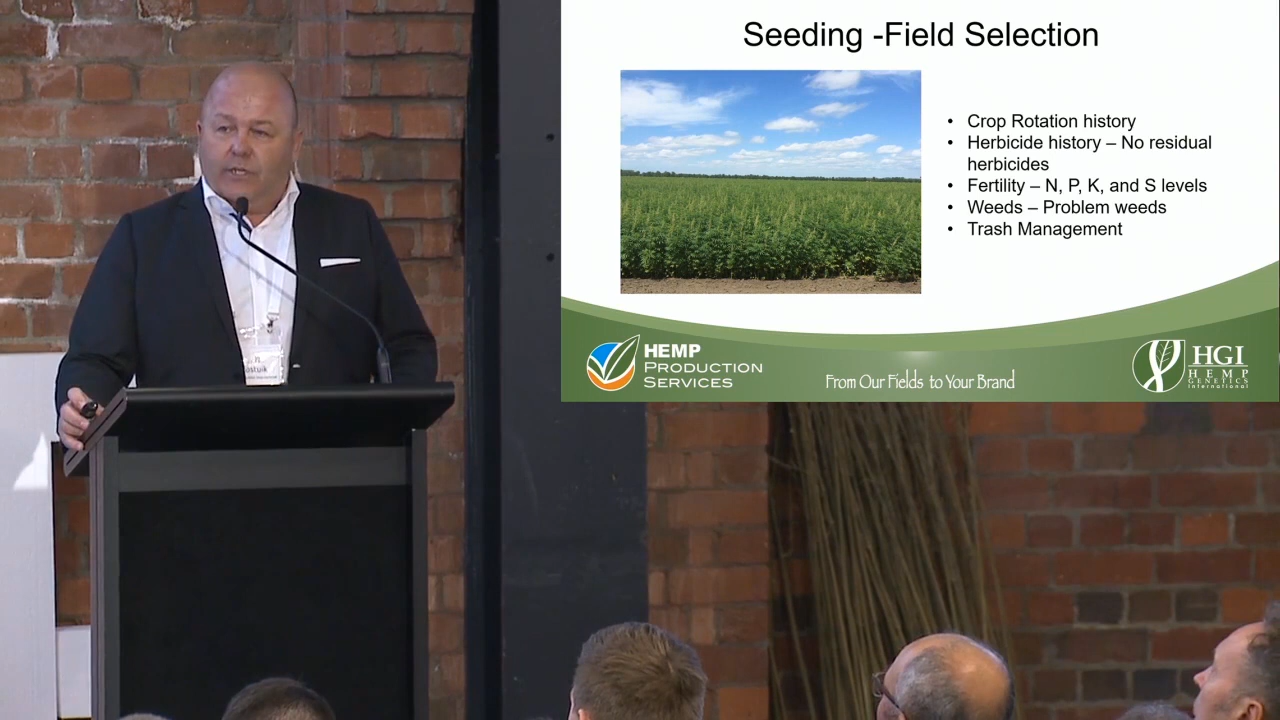 Seeding -Field Selection
• Crop Rotation history
• Herbicide history – No residual
herbicides
• Fertility – N, P, K, and S levels
• Weeds – Problem weeds
• Trash Management
HEMP
PRODUCTION
SERVICES
From Our Fields to Your Brand
HGI
HEMP
GENETICS
International